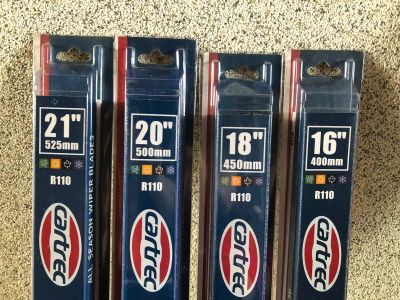 21"
525mm
R110
cartrec
ALL SEASON WIPER BLADES
20"
500mm
R110
cartrec
18"
450mm
R110
cartrec
16"
400mm
R110
cartrec